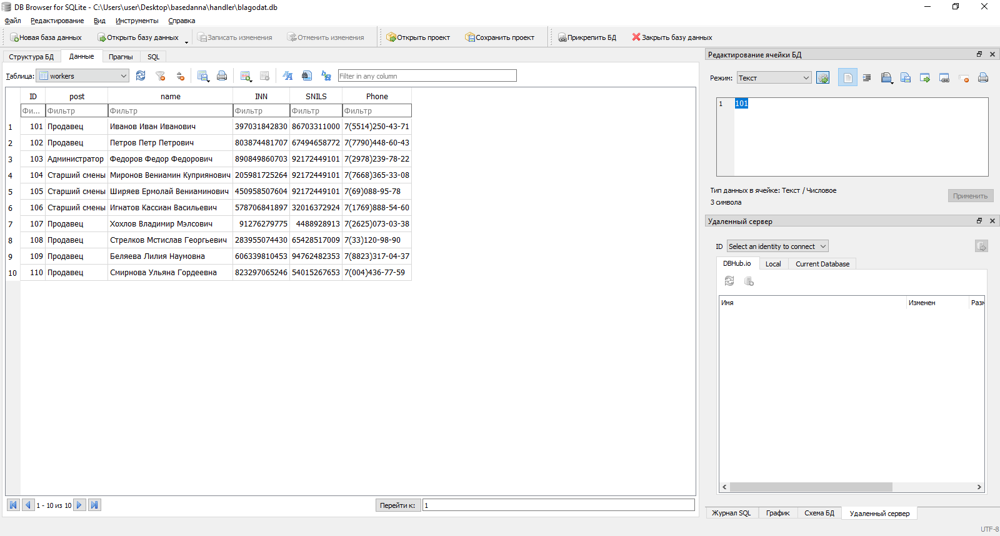 DB Browser for SQLite - C:\Users\user\Desktop\basedanna\handler\blagodat.db
Файл Редактирование Вид Инструменты Справка
Новая база данных Открыть базу данных Записать изменения Отменить изменения Открыть проект Сохранить проект Прикрепить БД Закрыть базу данных
Структура БД Данные Прагмы SQL
Таблица: workers Filter in any column
ID post name INN SNILS Phone
Фи... Фильтр Фильтр Фильтр Фильтр Фильтр
1 101 Продавец Иванов Иван Иванович 397031842830 86703311000 7(5514)250-43-71
2 102 Продавец Петров Петр Петрович 803874481707 67494658772 7(7790)448-60-43
3 103 Администратор Федоров Федор Федорович 890849860703 92172449101 7(2978)239-78-22
4 104 Старший смены Миронов Вениамин Куприянович 205981725264 92172449101 7(7668)365-33-08
5 105 Старший смены Ширяев Ермолай Вениаминович 450958507604 92172449101 7(69)088-95-78
6 106 Старший смены Игнатов Кассиан Васильевич 578706841897 32016372924 7(1769)888-54-60
7 107 Продавец Хохлов Владимир Мэлсович 91276279775 4488928913 7(2625)073-03-38
8 108 Продавец Стрелков Мстислав Георгьевич 283955074430 65428517009 7(33)120-98-90
9 109 Продавец Беляева Лилия Наумовна 606339810453 94762482353 7(8823)317-04-37
10 110 Продавец Смирнова Ульяна Гордеевна 823297065246 54015267653 7(004)436-77-59
1 - 10 из 10 Перейти к: 1
Редактирование ячейки БД
Режим: Текст
1 101
Тип данных в ячейке: Текст / Числовое
3 символа
Применить
Удаленный сервер
ID Select an identity to connect
DBHub.io Local Current Database
Имя Изменен Разм
Журнал SQL График Схема БД Удаленный сервер
UTF-8